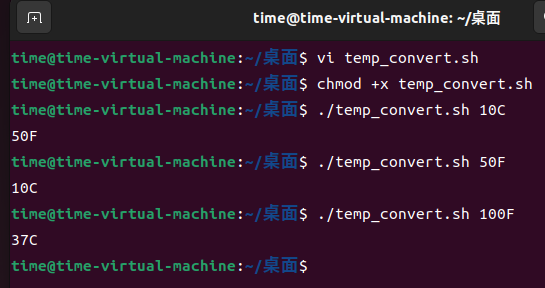 time@time-virtual-machine: ~/桌面
time@time-virtual-machine:~/桌面$ vi temp_convert.sh
time@time-virtual-machine:~/桌面$ chmod +x temp_convert.sh
time@time-virtual-machine:~/桌面$ ./temp_convert.sh 10C
50F
time@time-virtual-machine:~/桌面$ ./temp_convert.sh 50F
10C
time@time-virtual-machine:~/桌面$ ./temp_convert.sh 100F
37C
time@time-virtual-machine:~/桌面$